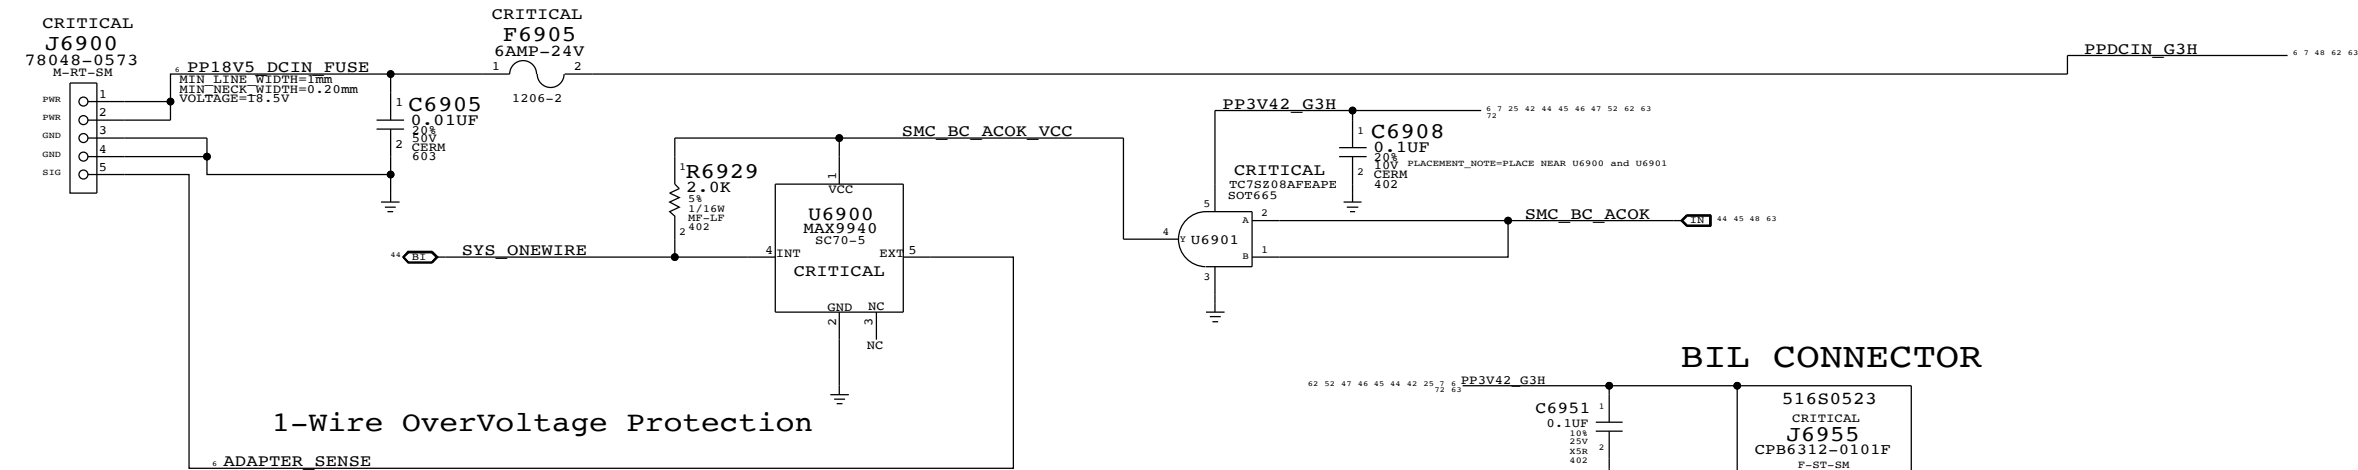 CRITICAL
J6900
78048-0573
M-RT-SM
PWR
PWR
GND
GND
SIG
1
2
3
4
5
6 PP18V5_DCIN_FUSE
MIN_LINE_WIDTH=1mm
MIN_NECK_WIDTH=0.20mm
VOLTAGE=18.5V
CRITICAL
F6905
6AMP-24V
1 2
1206-2
1
C6905
0.01UF
20%
50V
CERM
603
2
PPDCIN_G3H 6 7 48 62 63
PP3V42_G3H 6 7 25 42 44 45 46 47 52 62 63
72
1
C6908
0.1UF
20%
10V
CERM
402
2
PLACEMENT_NOTE=PLACE NEAR U6900 and U6901
SMC_BC_ACOK_VCC
1
R6929
2.0K
5%
1/16W
MF-LF
402
2
1
VCC
U6900
MAX9940
SC70-5
4 INT
EXT 5
CRITICAL
GND NC
2 3
NC
44 BI SYS_ONEWIRE
CRITICAL
TC7SZ08AFEAPE
SOT665
5
A 2
4 Y U6901
B 1
3
SMC_BC_ACOK IN 44 45 48 63
1-Wire OverVoltage Protection
6 ADAPTER_SENSE
BIL CONNECTOR
62 52 47 46 45 44 42 25 7 6 PP3V42_G3H
72 63
C6951 1
0.1UF
10%
25V
X5R
402
2
516S0523
CRITICAL
J6955
CPB6312-0101F
F-ST-SM